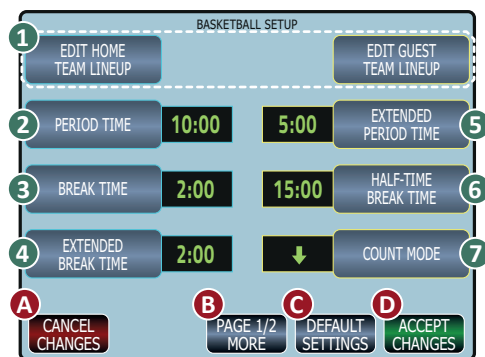 BASKETBALL SETUP
1
EDIT HOME
TEAM LINEUP
EDIT GUEST
TEAM LINEUP
2
PERIOD TIME
10:00
5:00
EXTENDED
PERIOD TIME
5
3
BREAK TIME
2:00
15:00
HALF-TIME
BREAK TIME
6
4
EXTENDED
BREAK TIME
2:00
COUNT MODE
7
A
CANCEL
CHANGES
B
PAGE 1/2
MORE
C
DEFAULT
SETTINGS
D
ACCEPT
CHANGES